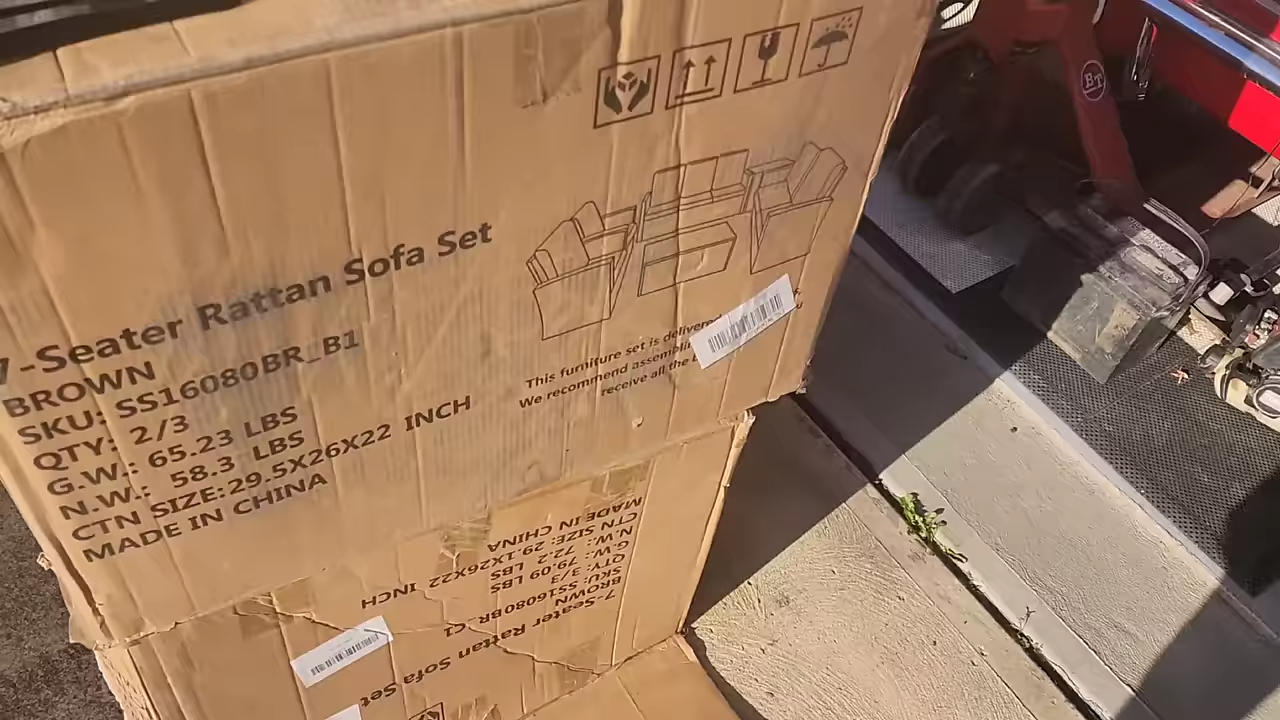 7-Seater Rattan Sofa Set
BROWN
SKU: SS16080BR_B1
QTY: 2/3
G.W.: 65.23 LBS
N.W.: 58.3 LBS
CTN SIZE:29.5X26X22 INCH
MADE IN CHINA
This furniture set is delivered
We recommend assembli
receive all the
BT
7-Seater Rattan Sofa Set
BROWN
SKU: SS16080BR_C1
QTY: 3/3
G.W.: 79.09 LBS
N.W.: 72.2 LBS
CTN SIZE: 29.1X26X22 INCH
MADE IN CHINA